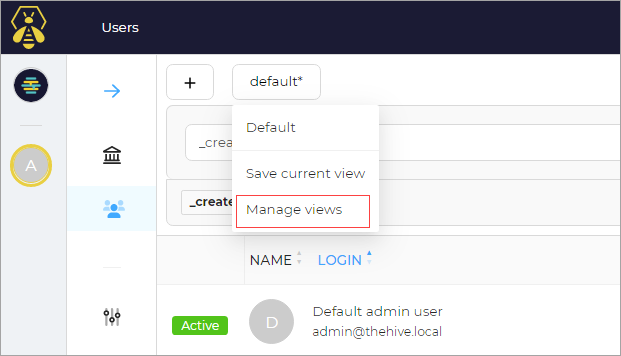 Users
default*
Default
_crea
Save current view
A
_create
Manage views
NAME LOGIN
Active
D
Default admin user
admin@thehive.local